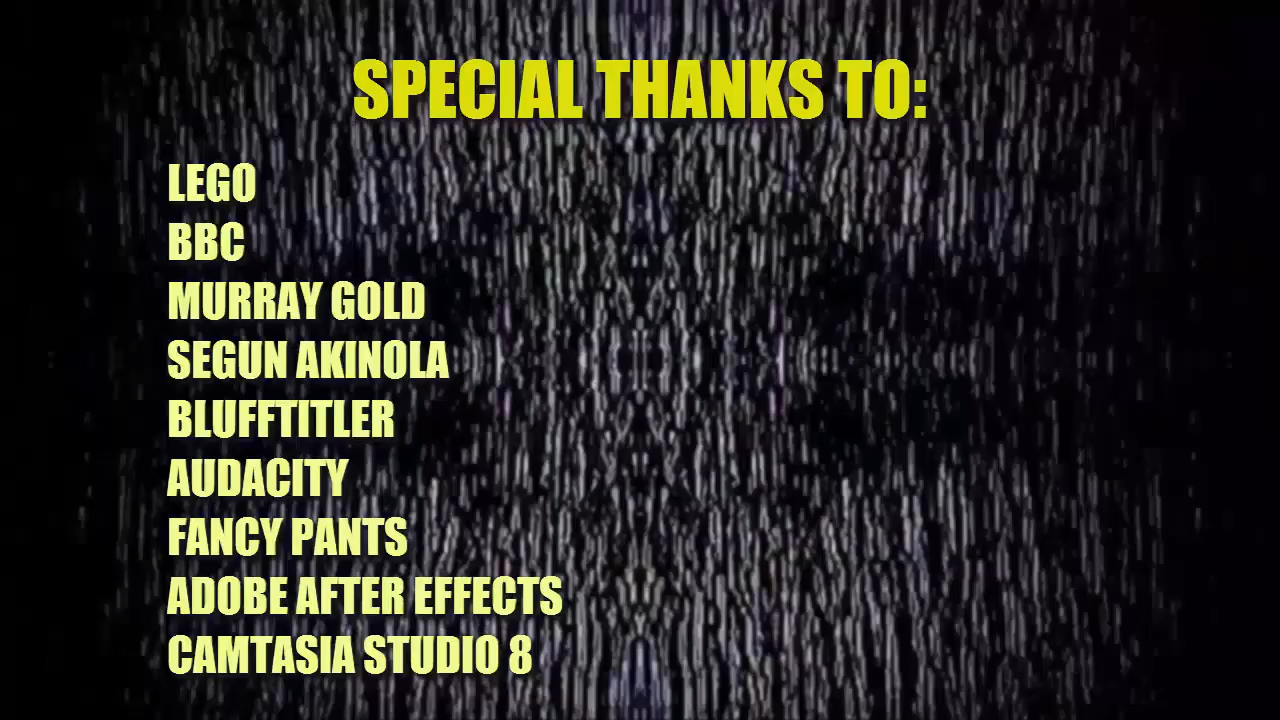 SPECIAL THANKS TO:
LEGO
BBC
MURRAY GOLD
SEGUN AKINOLA
BLUFFTITLER
AUDACITY
FANCY PANTS
ADOBE AFTER EFFECTS
CAMTASIA STUDIO 8